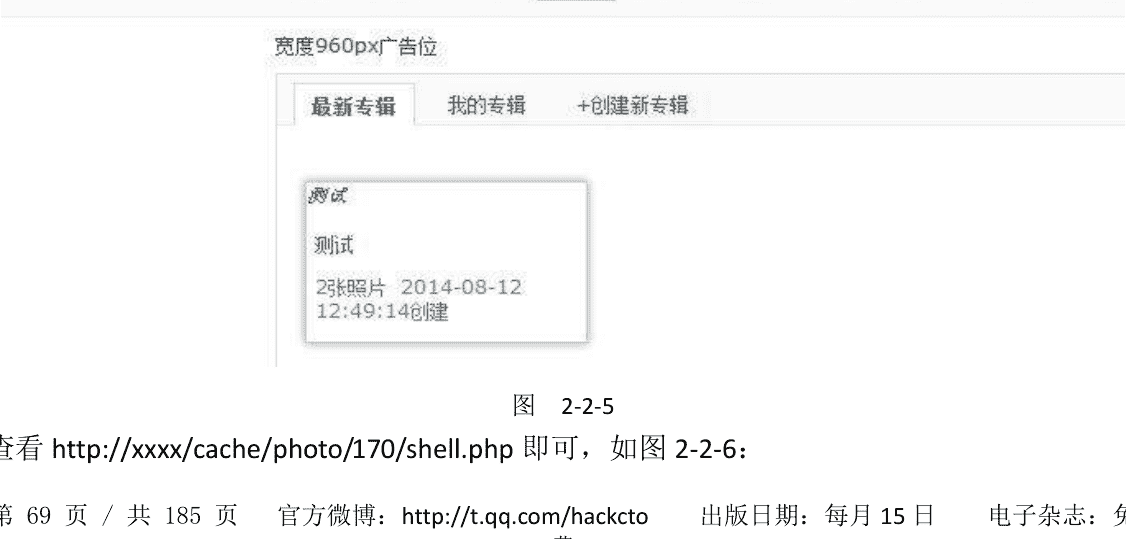 宽度960px广告位
最新专辑 我的专辑 +创建新专辑
测试
测试
2张照片 2014-08-12
12:49:14创建
图 2-2-5
查看 http://xxxx/cache/photo/170/shell.php 即可，如图 2-2-6：
第 69 页 / 共 185 页 官方微博：http://t.qq.com/hackcto 出版日期：每月 15 日 电子杂志：免